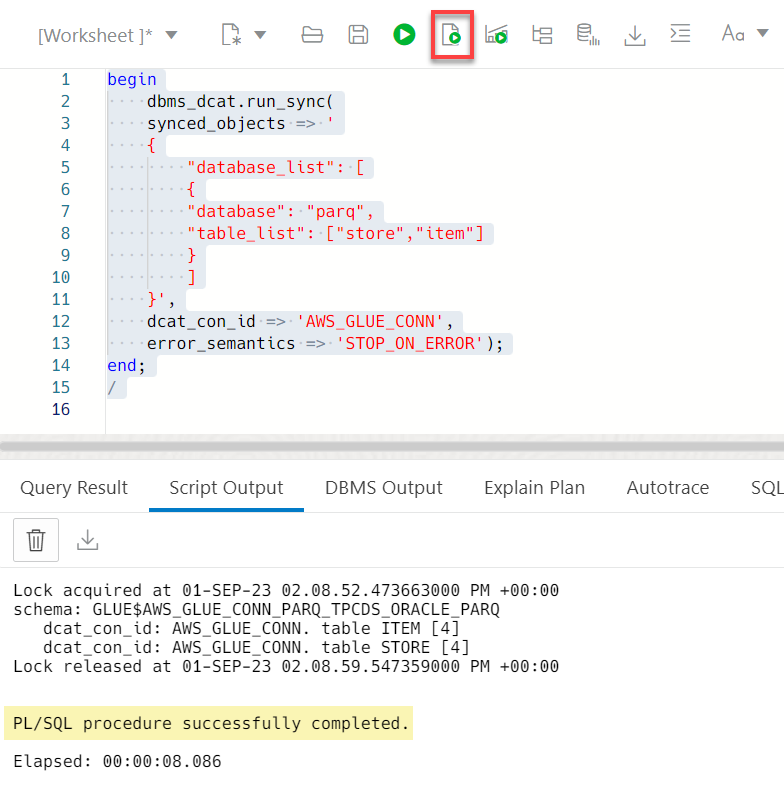 [Worksheet ]*
Aa
1 begin
2 dbms_dcat.run_sync(
3 synced_objects => '
4 {
5 "database_list": [
6 {
7 "database": "parq",
8 "table_list": ["store","item"]
9 }
10 ]
11 }',
12 dcat_con_id => 'AWS_GLUE_CONN',
13 error_semantics => 'STOP_ON_ERROR');
14 end;
15 /
16
Query Result Script Output DBMS Output Explain Plan Autotrace SQL
Lock acquired at 01-SEP-23 02.08.52.473663000 PM +00:00
schema: GLUE$AWS_GLUE_CONN_PARQ_TPCDS_ORACLE_PARQ
dcat_con_id: AWS_GLUE_CONN. table ITEM [4]
dcat_con_id: AWS_GLUE_CONN. table STORE [4]
Lock released at 01-SEP-23 02.08.59.547359000 PM +00:00
PL/SQL procedure successfully completed.
Elapsed: 00:00:08.086